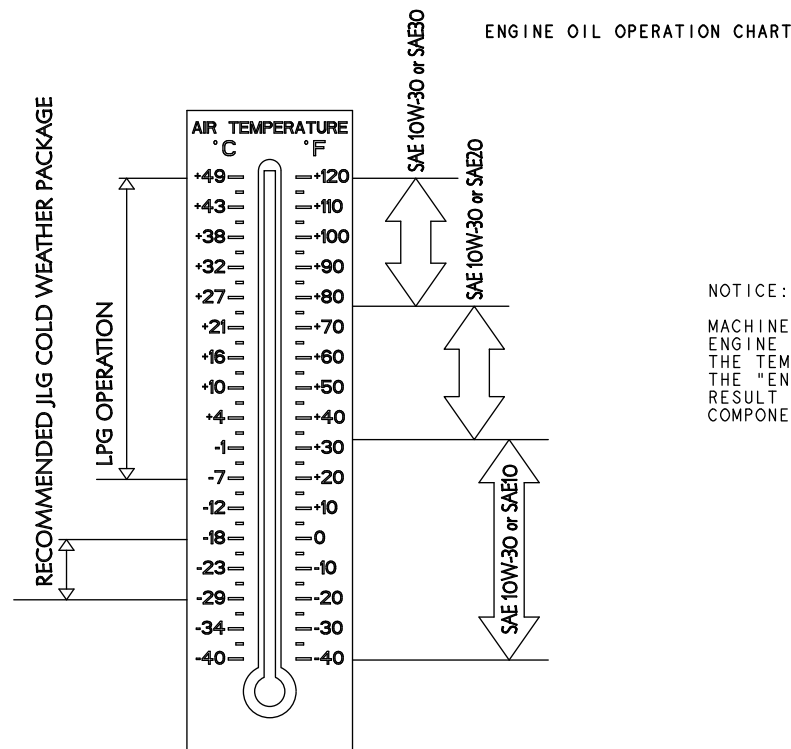 ENGINE OIL OPERATION CHART
SAE 10W-30 or SAE30
SAE 10W-30 or SAE20
SAE 10W-30 or SAE10
RECOMMENDED JLG COLD WEATHER PACKAGE
LPG OPERATION
AIR TEMPERATURE
°C °F
+49 +120
+43 +110
+38 +100
+32 +90
+27 +80
+21 +70
+16 +60
+10 +50
+4 +40
-1 +30
-7 +20
-12 +10
-18 0
-23 -10
-29 -20
-34 -30
-40 -40
NOTICE:
MACHINE
ENGINE
THE TEM
THE "EN
RESULT
COMPONE